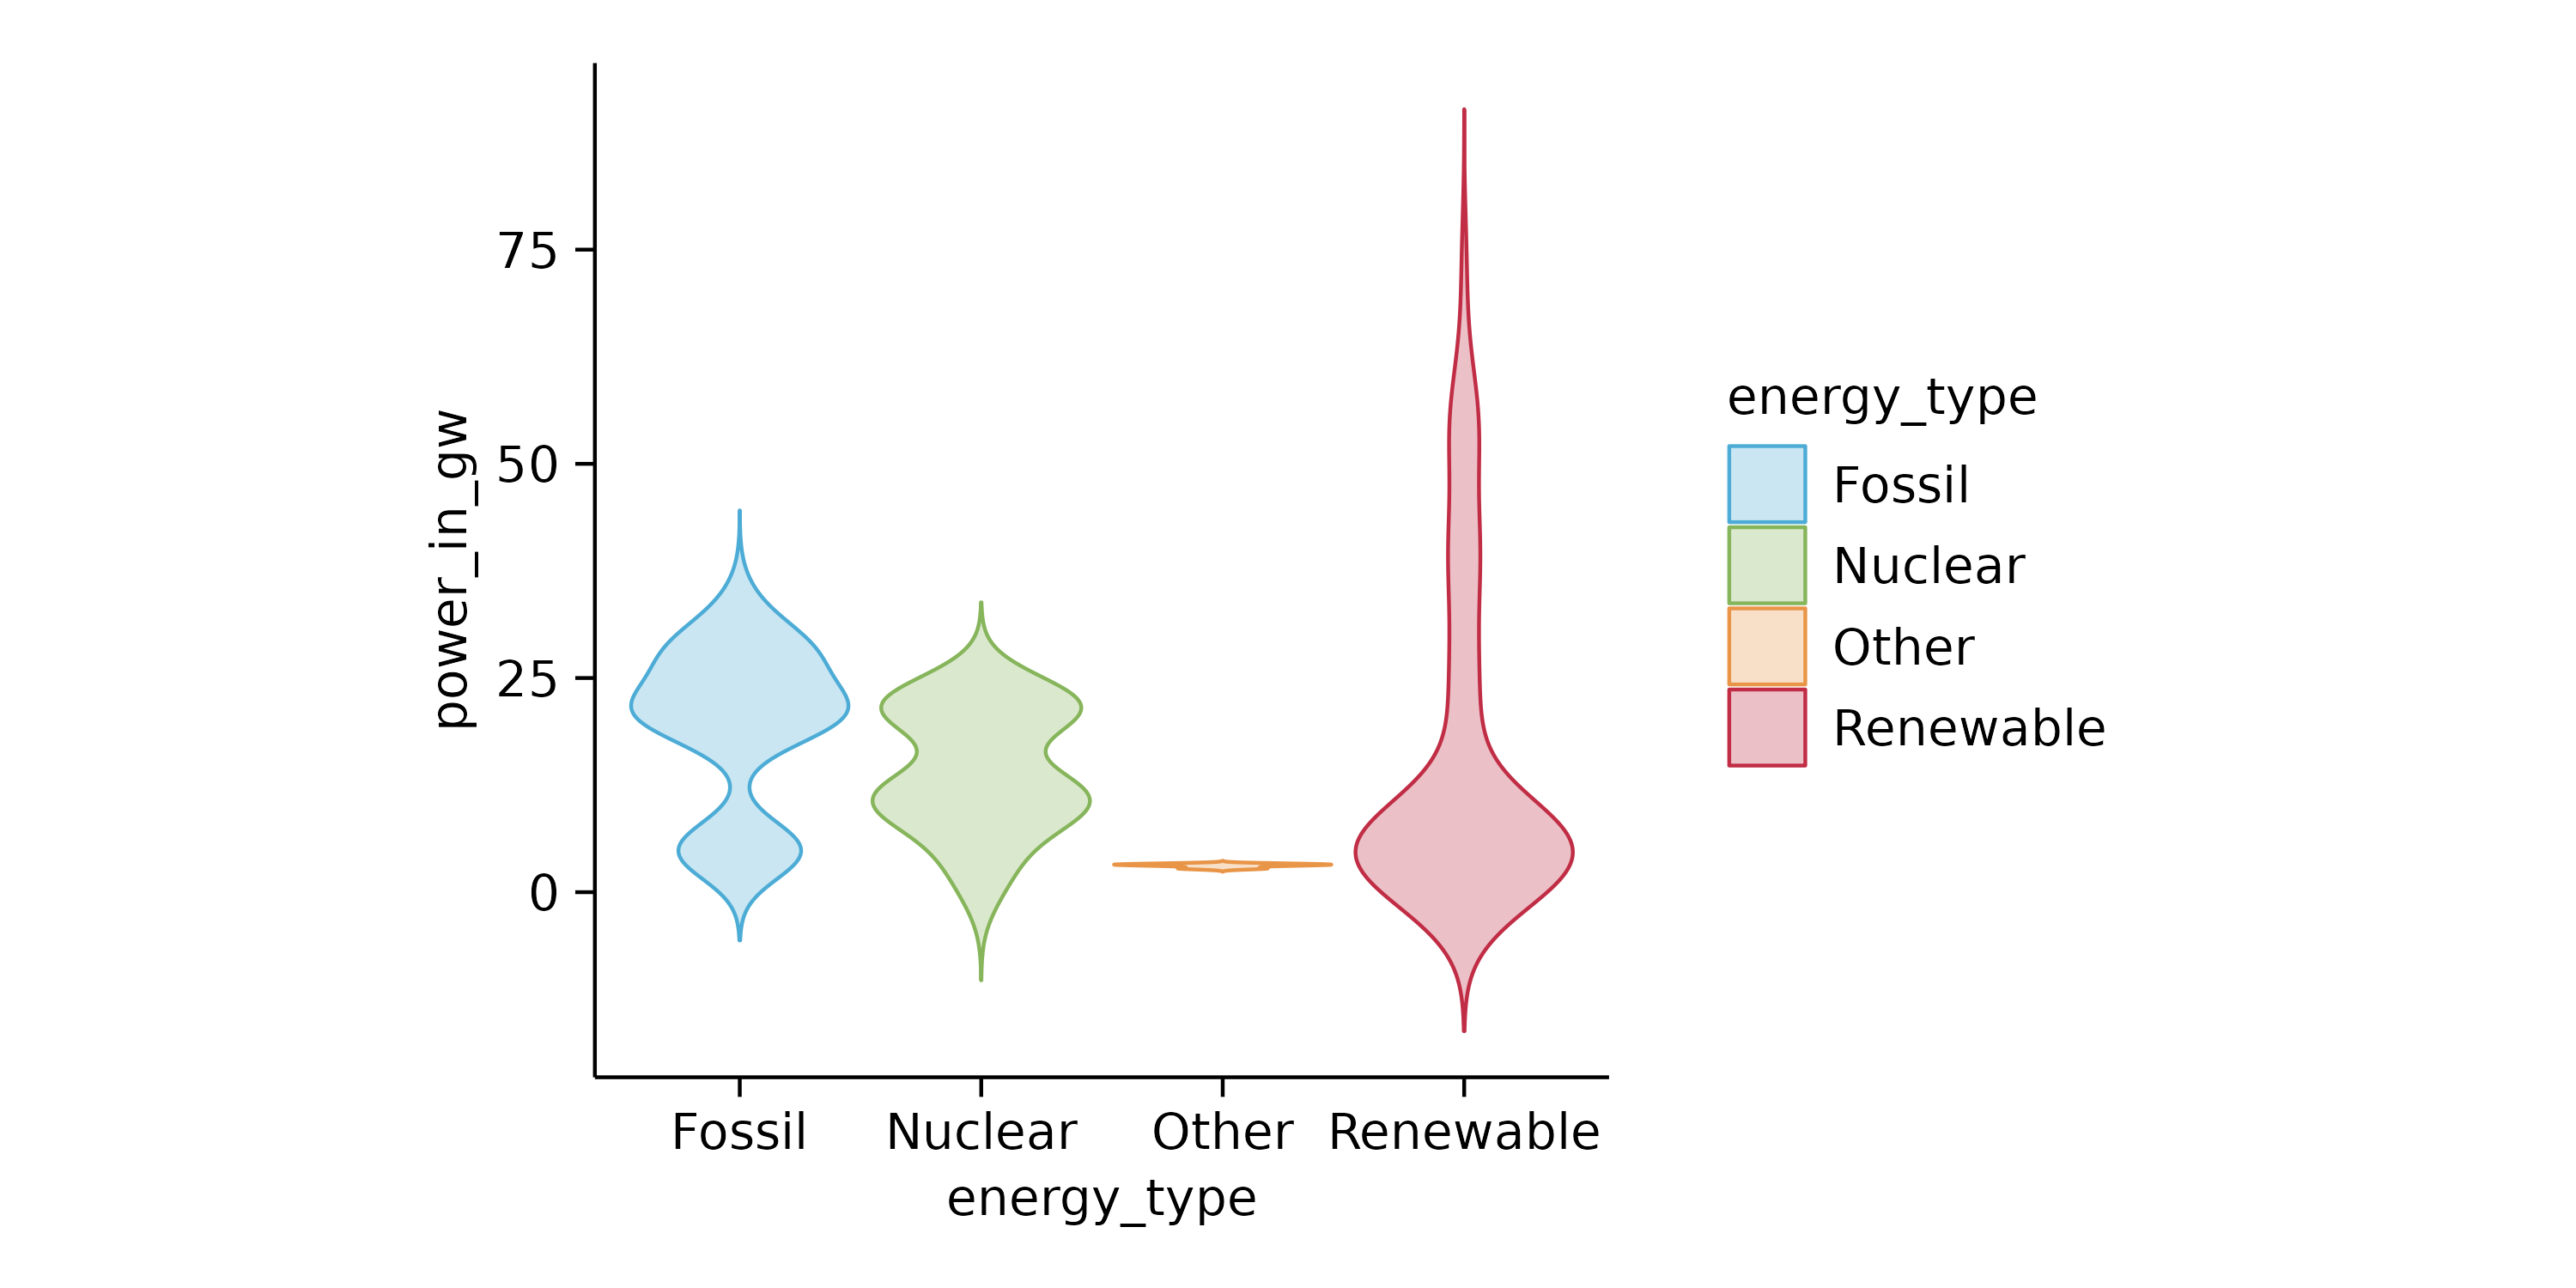 power_in_gw
75
50
25
0
Fossil Nuclear Other Renewable
energy_type
energy_type
Fossil
Nuclear
Other
Renewable